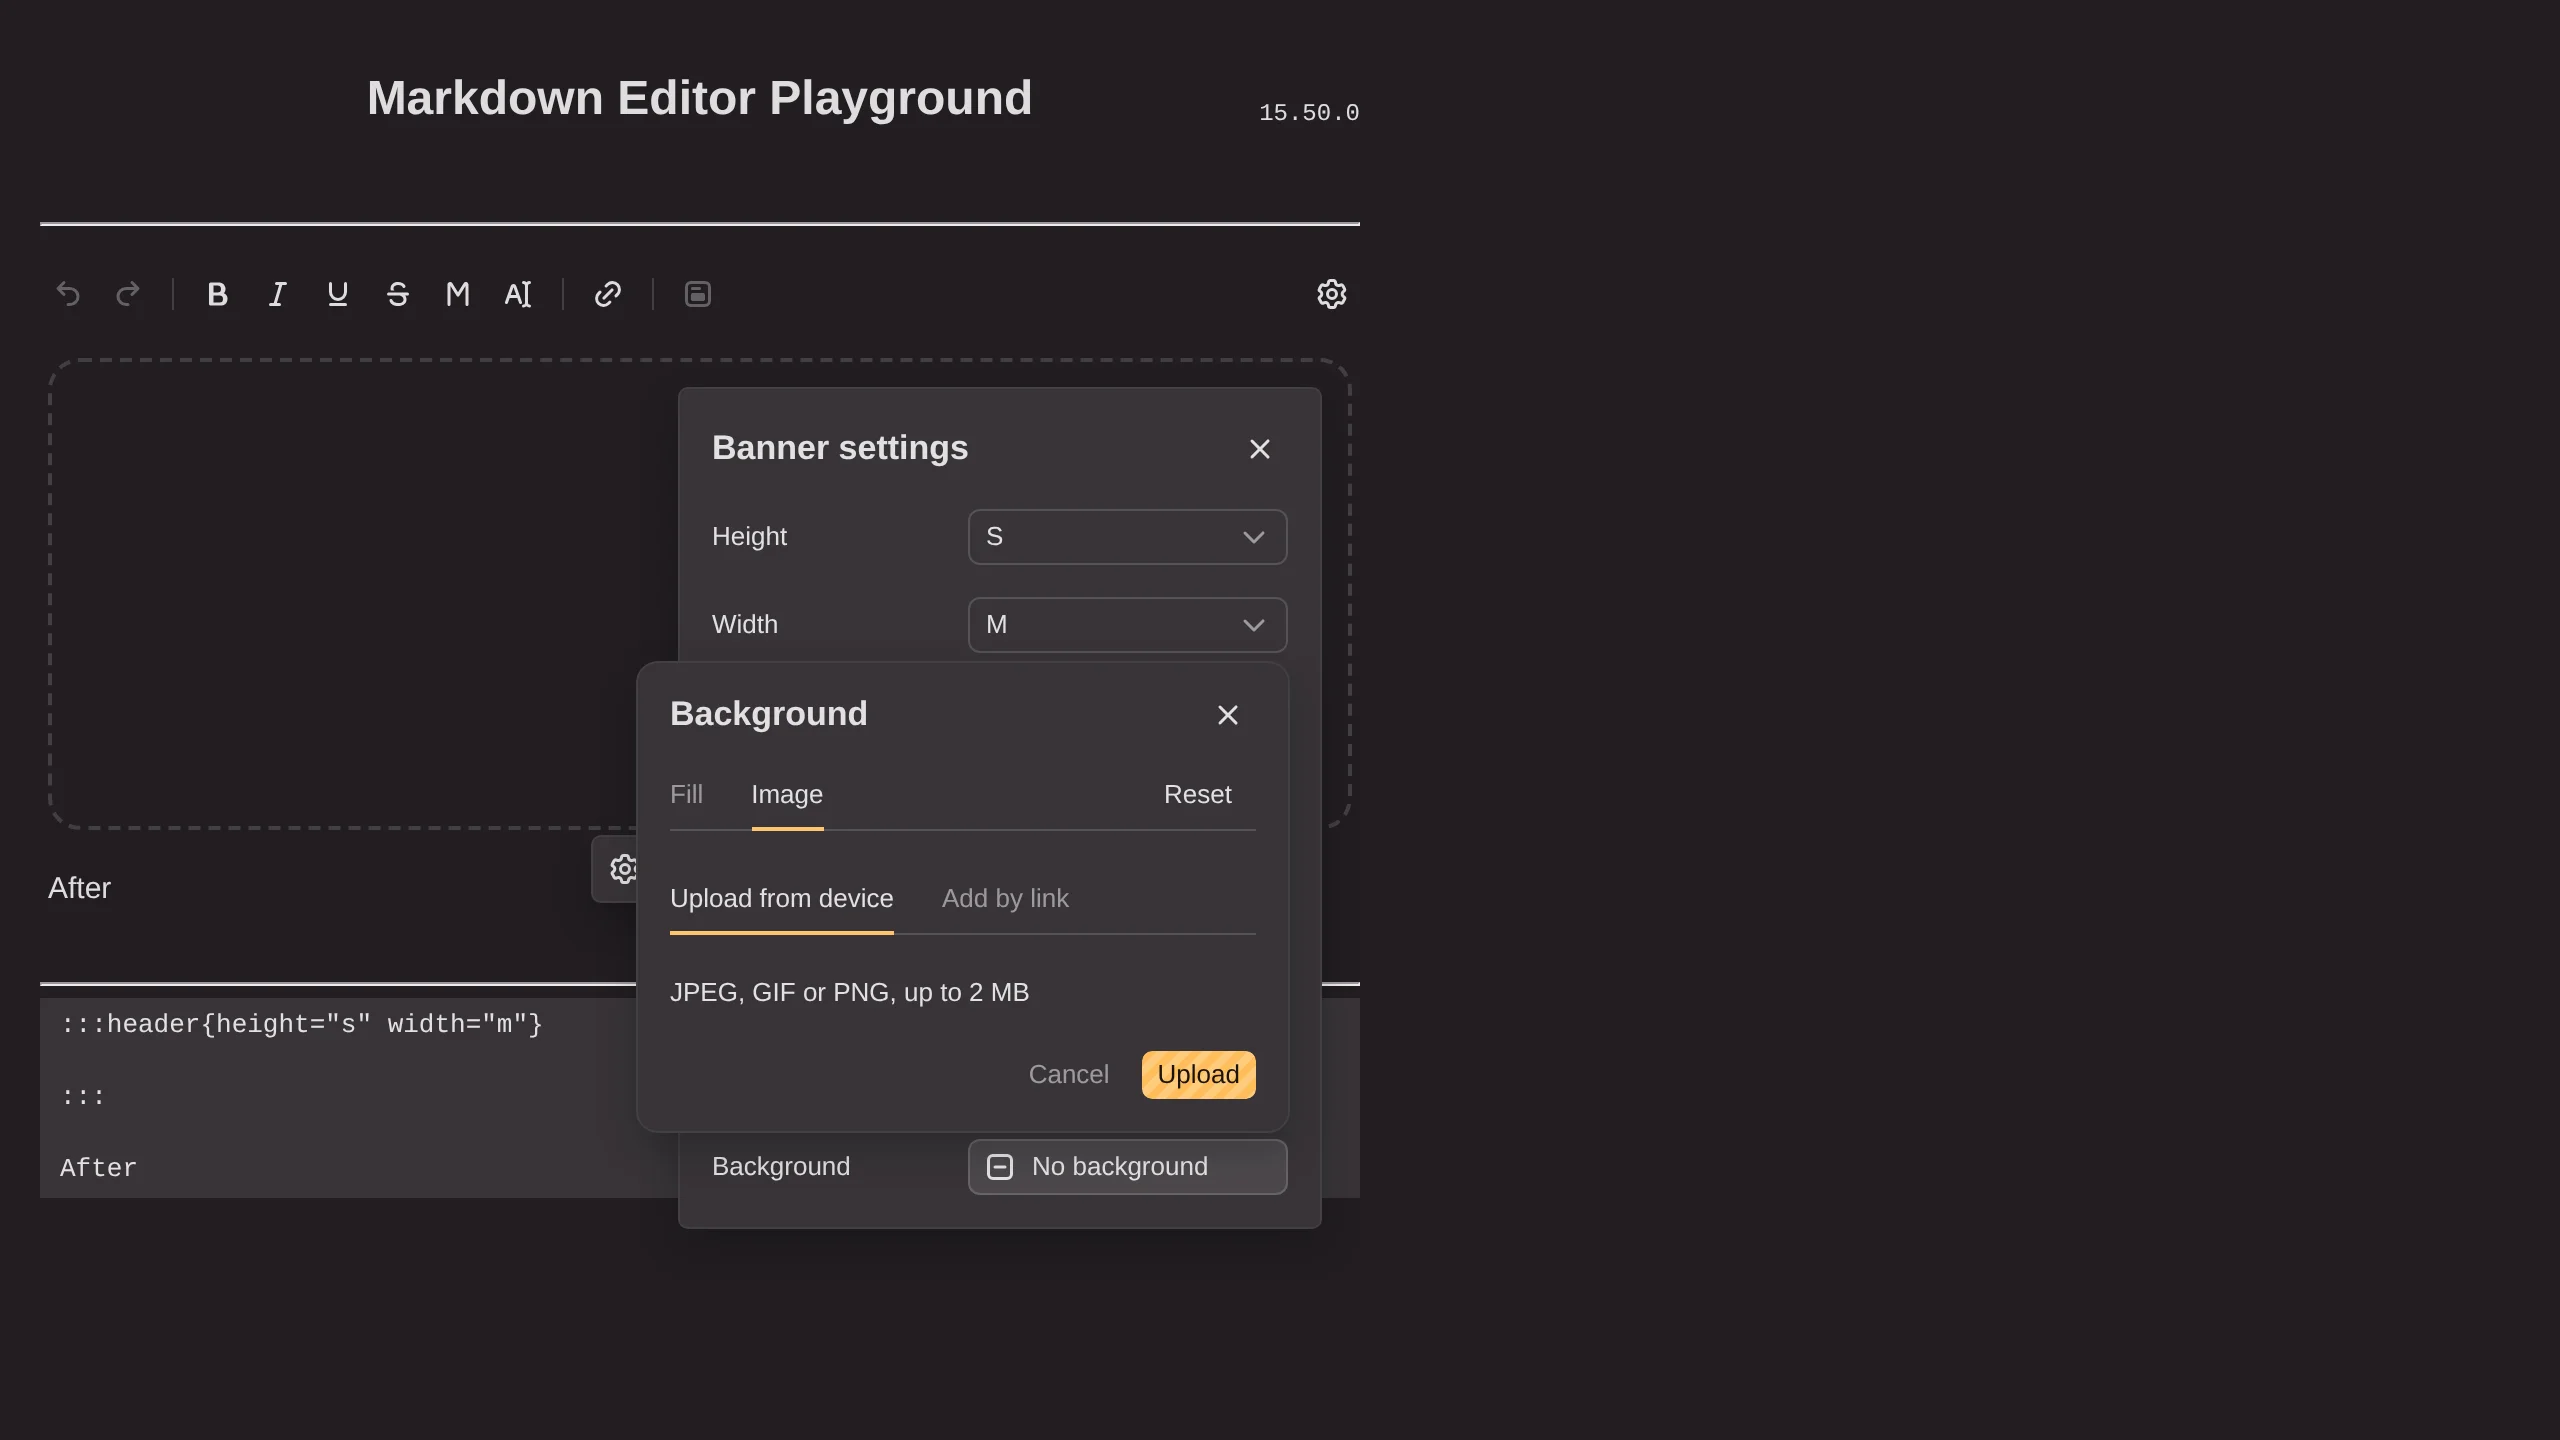 Markdown Editor Playground
15.50.0
Banner settings
Height S
Width M
Background
Fill Image Reset
After
Upload from device Add by link
JPEG, GIF or PNG, up to 2 MB
:::header{height="s" width="m"}
Cancel Upload
:::
After
Background No background